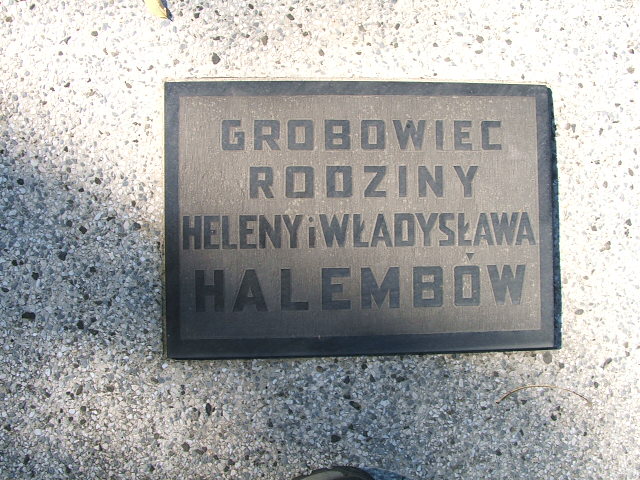 GROBOWIEC
RODZINY
HELENY i WŁADYSŁAWA
HALEMBÓW